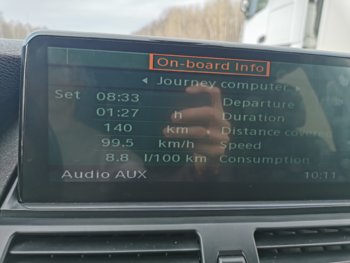 On-board Info
Journey computer
Set 08:33 Departure
01:27 h Duration
140 km Distance covered
99.5 km/h Speed
8.8 l/100 km Consumption
Audio AUX 10:11